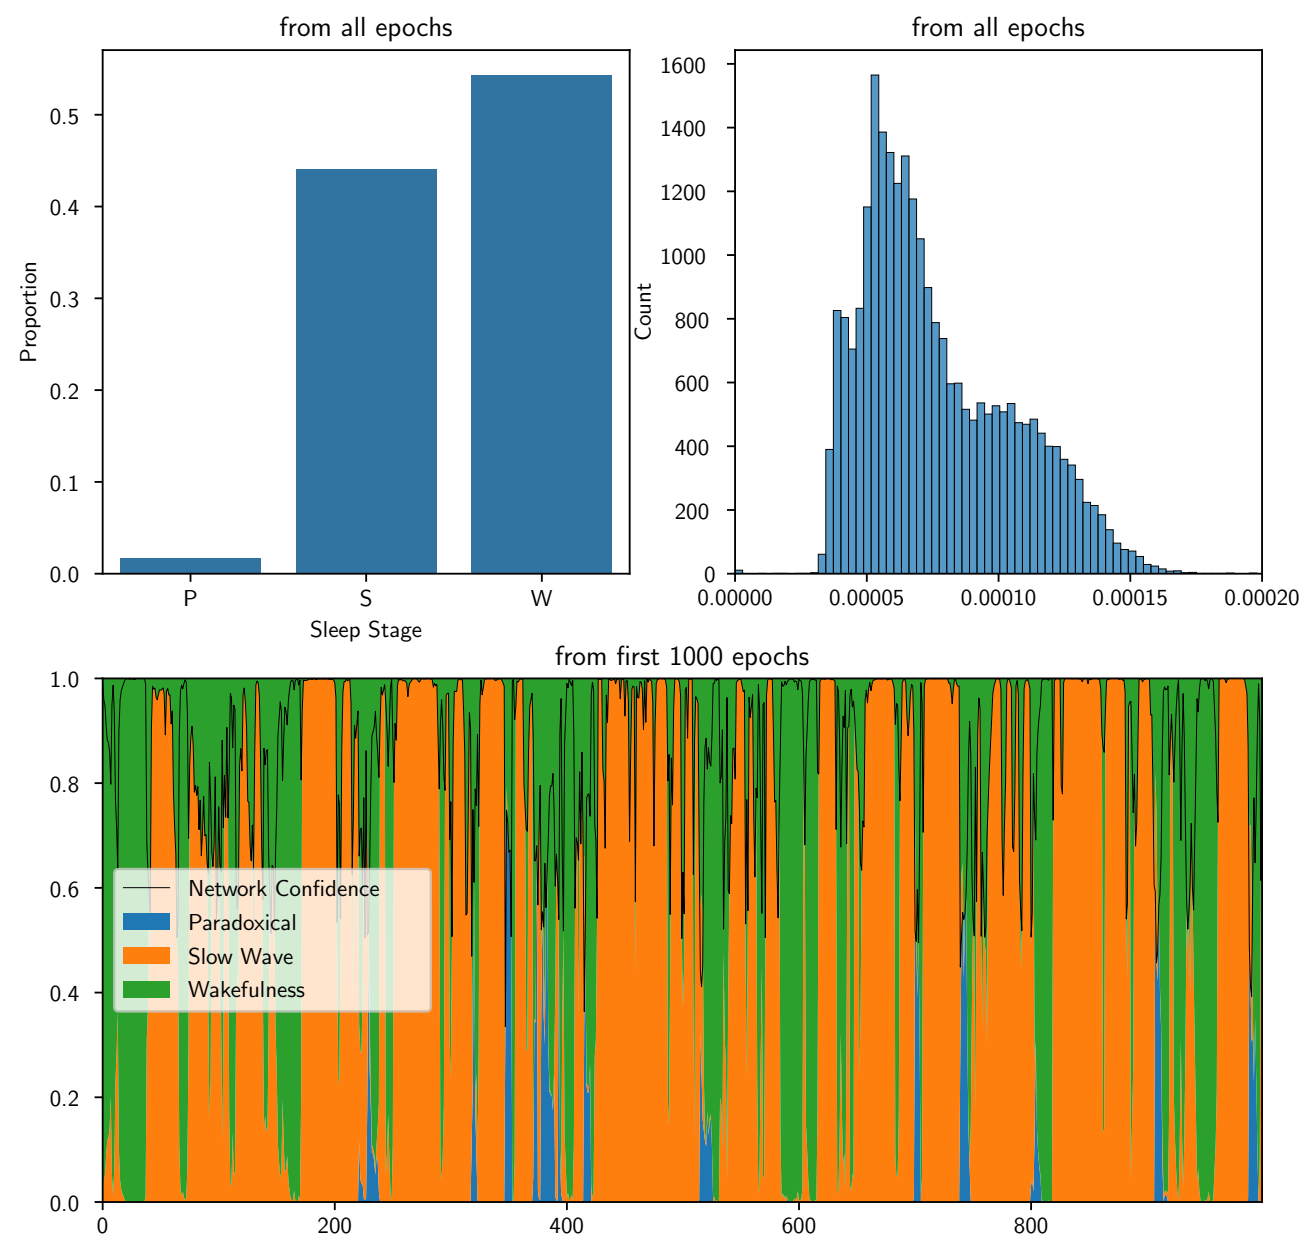 from all epochs
0.5
0.4
0.3
0.2
0.1
0.0
Proportion
P S W
Sleep Stage
from all epochs
1600
1400
1200
1000
800
600
400
200
0
Count
0.00000 0.00005 0.00010 0.00015 0.00020
from first 1000 epochs
1.0
0.8
0.6
0.4
0.2
0.0
Network Confidence
Paradoxical
Slow Wave
Wakefulness
0 200 400 600 800